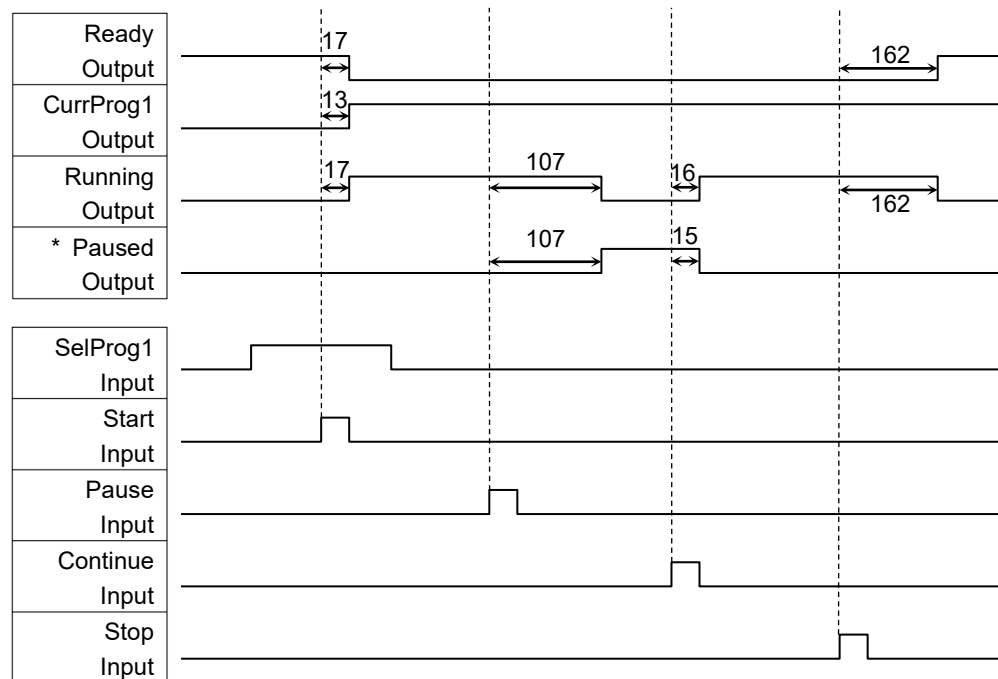 Ready
Output
17
162
CurrProg1
Output
13
Running
Output
17
107
16
162
* Paused
Output
107
15
SelProg1
Input
Start
Input
Pause
Input
Continue
Input
Stop
Input